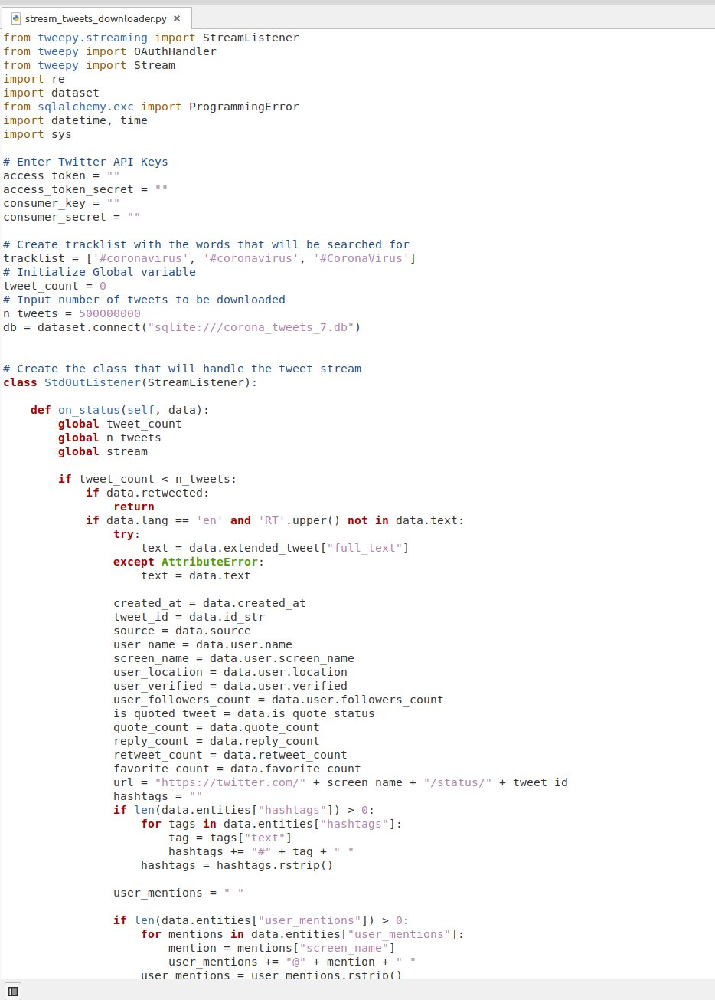 stream_tweets_downloader.py ×
from tweepy.streaming import StreamListener
from tweepy import OAuthHandler
from tweepy import Stream
import re
import dataset
from sqlalchemy.exc import ProgrammingError
import datetime, time
import sys

# Enter Twitter API Keys
access_token = ""
access_token_secret = ""
consumer_key = ""
consumer_secret = ""

# Create tracklist with the words that will be searched for
tracklist = ['#coronavirus', '#coronavirus', '#CoronaVirus']
# Initialize Global variable
tweet_count = 0
# Input number of tweets to be downloaded
n_tweets = 500000000
db = dataset.connect("sqlite:///corona_tweets_7.db")

# Create the class that will handle the tweet stream
class StdOutListener(StreamListener):

    def on_status(self, data):
        global tweet_count
        global n_tweets
        global stream

        if tweet_count < n_tweets:
            if data.retweeted:
                return
            if data.lang == 'en' and 'RT'.upper() not in data.text:
                try:
                    text = data.extended_tweet["full_text"]
                except AttributeError:
                    text = data.text

                created_at = data.created_at
                tweet_id = data.id_str
                source = data.source
                user_name = data.user.name
                screen_name = data.user.screen_name
                user_location = data.user.location
                user_verified = data.user.verified
                user_followers_count = data.user.followers_count
                is_quoted_tweet = data.is_quote_status
                quote_count = data.quote_count
                reply_count = data.reply_count
                retweet_count = data.retweet_count
                favorite_count = data.favorite_count
                url = "https://twitter.com/" + screen_name + "/status/" + tweet_id
                hashtags = ""
                if len(data.entities["hashtags"]) > 0:
                    for tags in data.entities["hashtags"]:
                        tag = tags["text"]
                        hashtags += "#" + tag + " "
                    hashtags = hashtags.rstrip()

                user_mentions = " "

                if len(data.entities["user_mentions"]) > 0:
                    for mentions in data.entities["user_mentions"]:
                        mention = mentions["screen_name"]
                        user_mentions += "@" + mention + " "
                    user_mentions = user_mentions.rstrip()